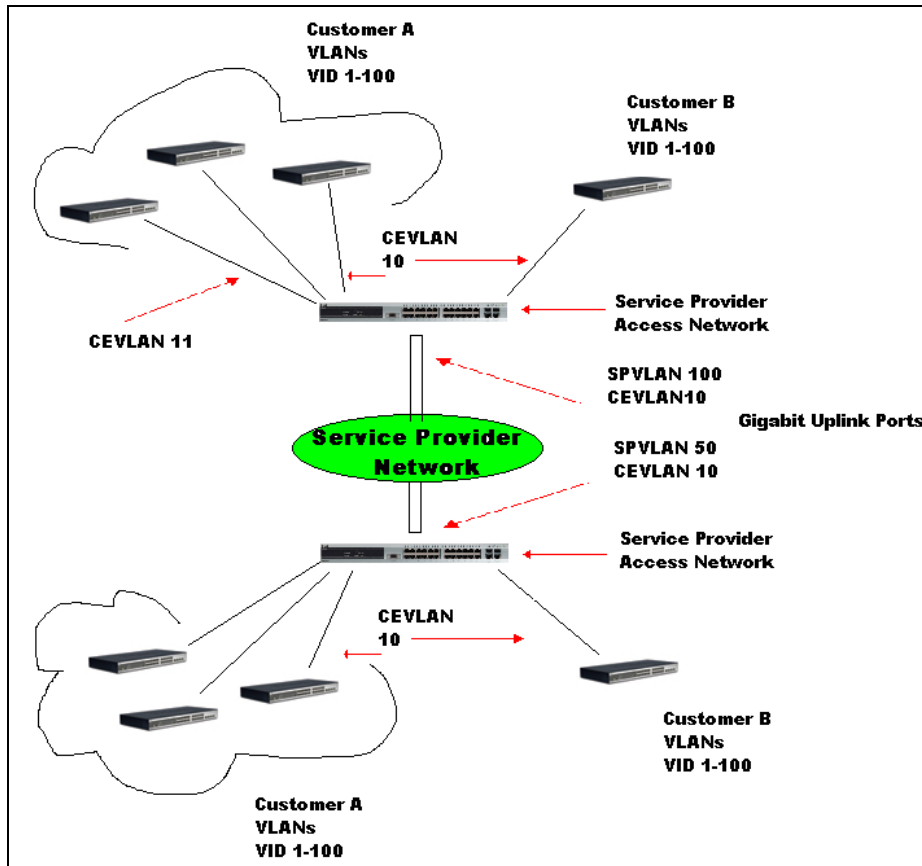 Customer A
VLANs
VID 1-100
Customer B
VLANs
VID 1-100
CEVLAN
10
CEVLAN 11
Service Provider
Access Network
SPVLAN 100
CEVLAN10
Gigabit Uplink Ports
Service Provider
Network
SPVLAN 50
CEVLAN 10
Service Provider
Access Network
CEVLAN
10
Customer B
VLANs
VID 1-100
Customer A
VLANs
VID 1-100